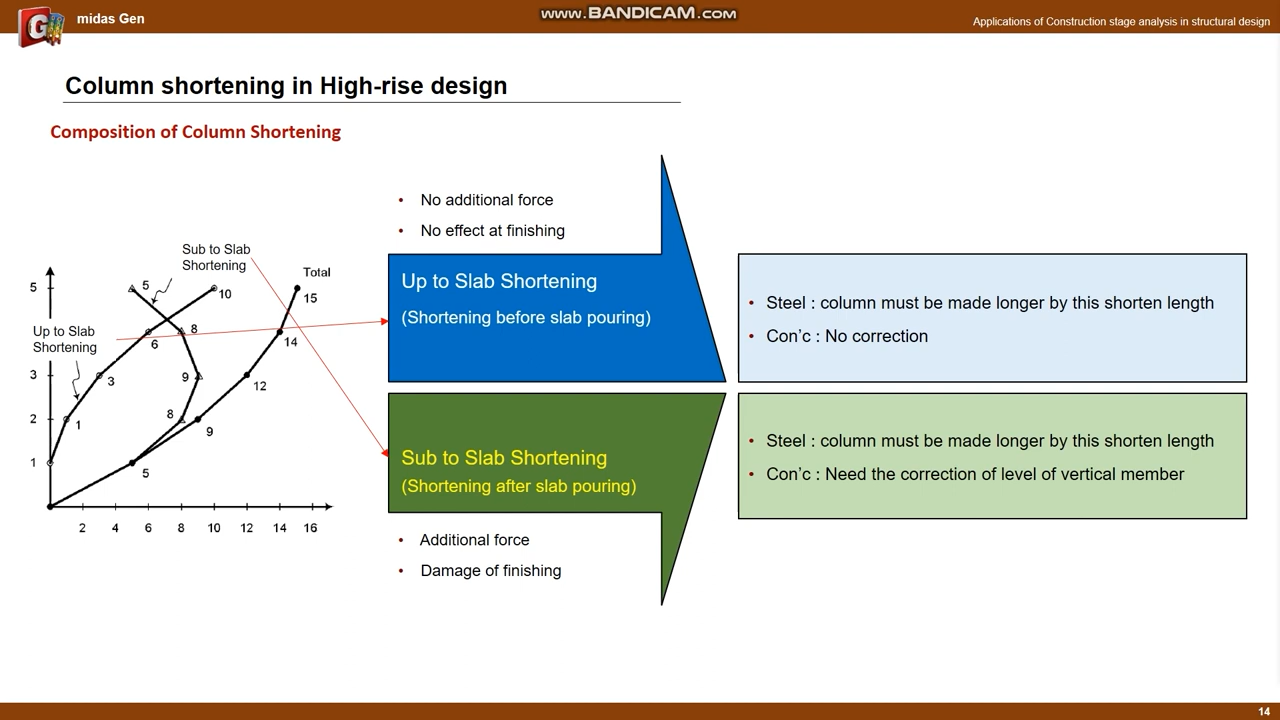 www.BANDICAM.com
midas Gen
Applications of Construction stage analysis in structural design
Column shortening in High-rise design
Composition of Column Shortening
• No additional force
• No effect at finishing
Sub to Slab
Shortening
Total
5
5
10
15
Up to Slab
Shortening
8
6
14
3
3
9
12
2
1
8
9
1
5
2 4 6 8 10 12 14 16
Up to Slab Shortening
(Shortening before slab pouring)
• Steel : column must be made longer by this shorten length
• Con’c : No correction
Sub to Slab Shortening
(Shortening after slab pouring)
• Steel : column must be made longer by this shorten length
• Con’c : Need the correction of level of vertical member
• Additional force
• Damage of finishing
14